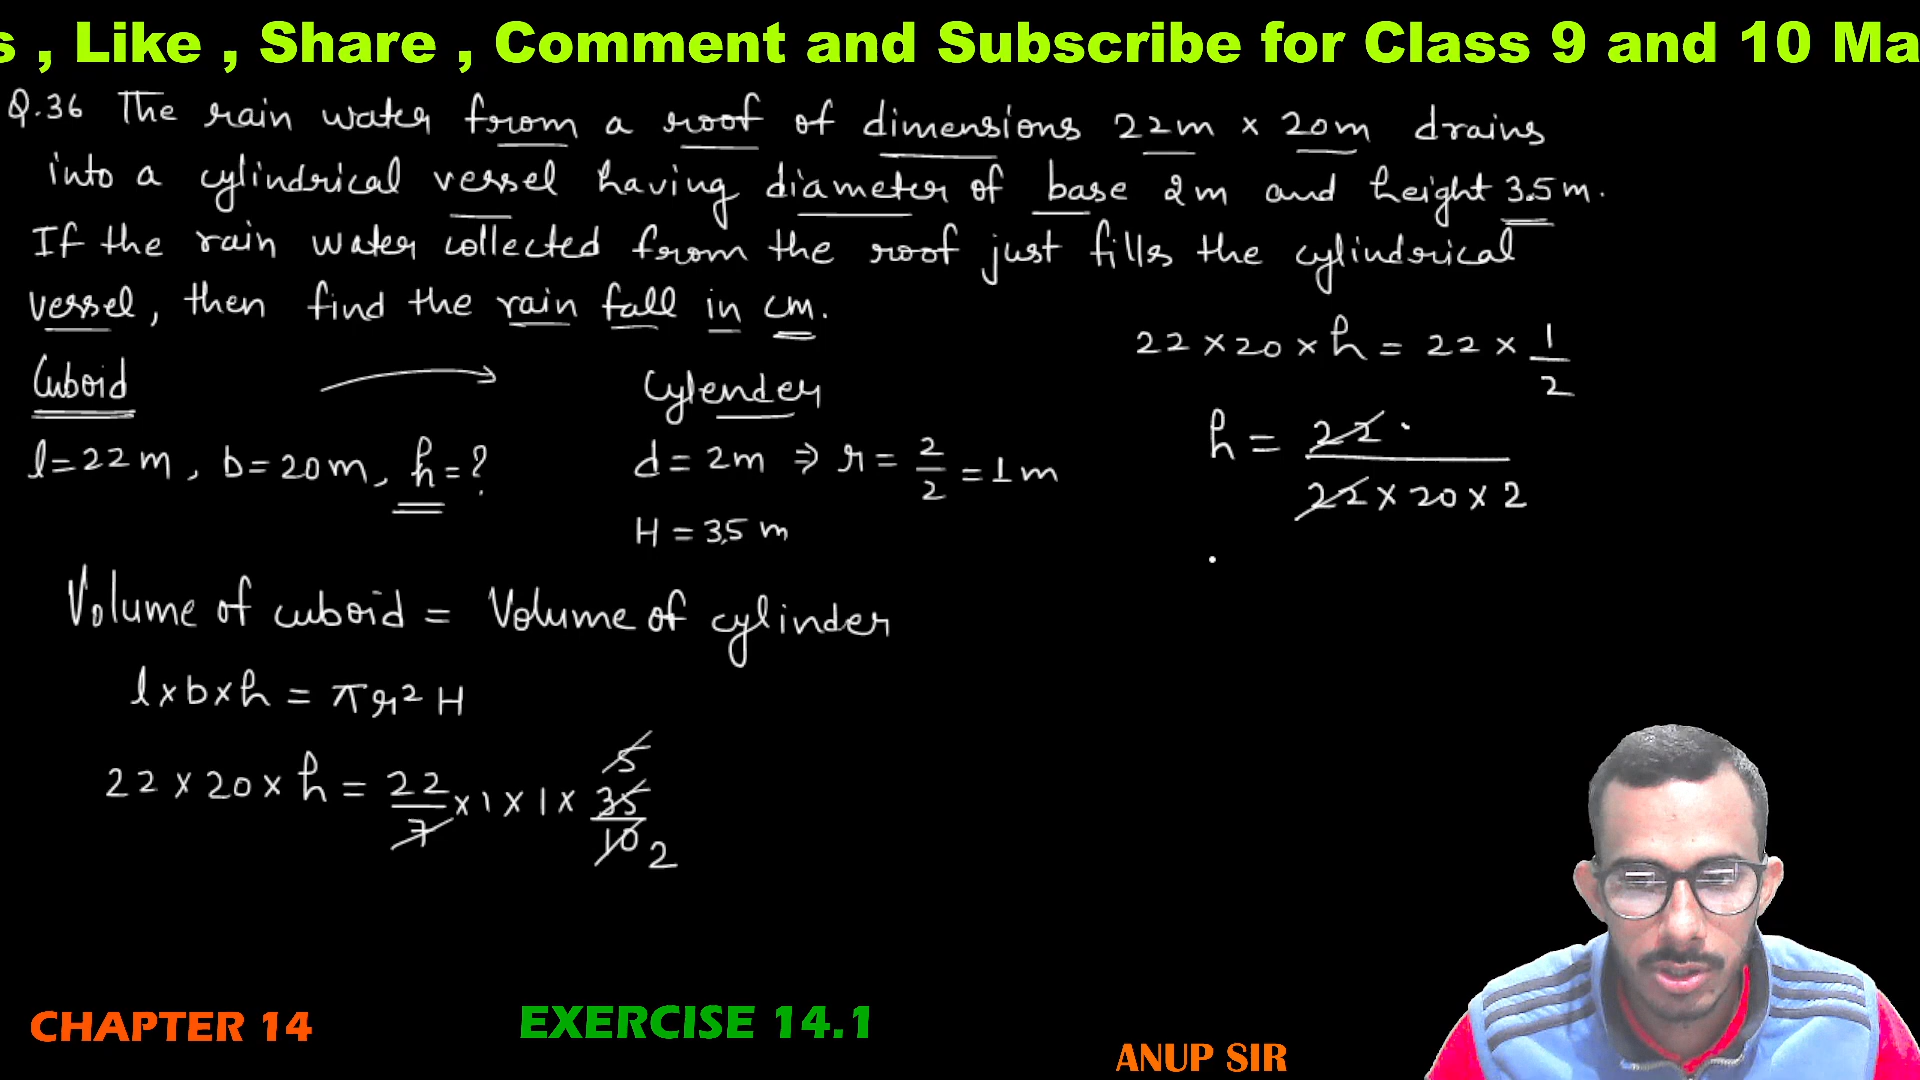 s , Like , Share , Comment and Subscribe for Class 9 and 10 Ma
Q.36 The rain water from a roof of dimensions 22m × 20m drains
into a cylindrical vessel having diameter of base 2m and height 3.5m.
If the rain water collected from the roof just fills the cylindrical
vessel, then find the rain fall in cm.
Cuboid → Cylender
l=22m, b=20m, h=?
d = 2m ⇒ r = 2/2 = 1m
H = 3.5 m
Volume of cuboid = Volume of cylinder
l×b×h = πr² H
22 × 20 × h = 22/7 × 1 × 1 × 35/10 5 2
22 × 20 × h = 22 × 1/2
h = 22/22 × 20 × 2
CHAPTER 14
EXERCISE 14.1
ANUP SIR